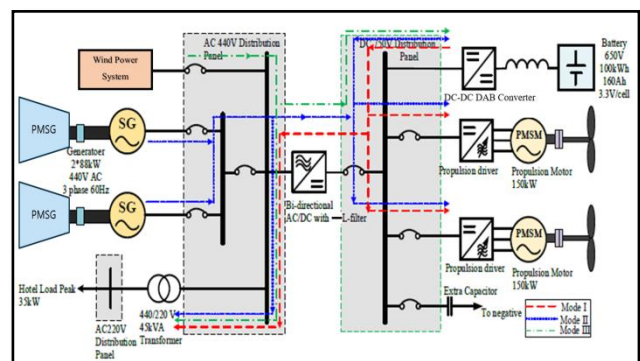 AC 440V Distribution
Panel
DC 750V Distribution
Panel
Wind Power
System
Battery
650V
100kWh
160Ah
3.3V/cell
DC-DC DAB Converter
PMSG
SG
Generatoer
2*88kW
440V AC
3 phase 60Hz
PMSM
Propulsion driver
Propulsion Motor
150kW
PMSG
SG
Bi-directional
AC/DC with
L-filter
PMSM
Propulsion driver
Propulsion Motor
150kW
Hotel Load Peak
35kW
AC220V
Distribution
Panel
440/220 V
45kVA
Transformer
Extra Capacitor
To negative
Mode I
Mode II
Mode III